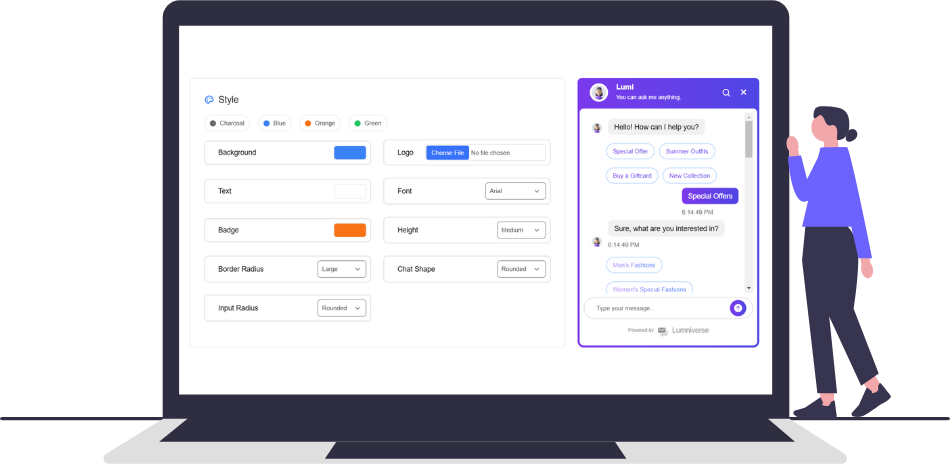 Style
Charcoal Blue Orange Green
Background
Logo Choose File No file chosen
Text
Font Arial
Badge
Height Medium
Border Radius Large
Chat Shape Rounded
Input Radius Rounded
Lumi
You can ask me anything.
Hello! How can I help you?
Special Offer Summer Outfits
Buy a Giftcard New Collection
Special Offers
6:14:49 PM
Sure, what are you interested in?
6:14:49 PM
Men's Fashions
Women's Special Fashions
Type your message...
Powered by Lumniverse